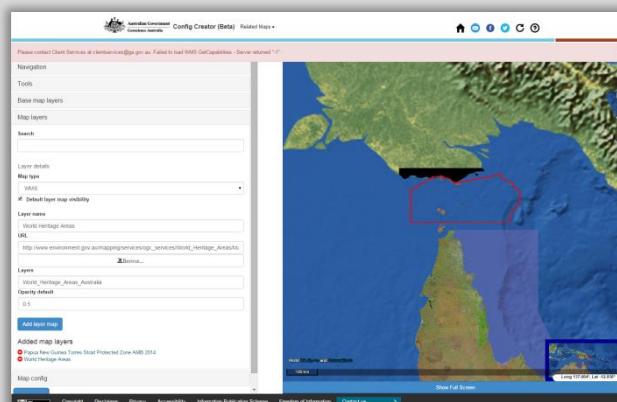 Australian Government
Geoscience Australia
Config Creator (Beta)
Related Maps
Please contact Client Services at clientservices@ga.gov.au. Failed to load WMS GetCapabilities - Server returned "-1".
Navigation
Tools
Base map layers
Map layers
Search
Layer details
Map type
WMS
Default layer map visibility
Layer name
World Heritage Areas
URL
http://www.environment.gov.au/mapping/services/ogc_services/World_Heritage_Areas/Ma
Browse...
Layers
World_Heritage_Areas_Australia
Opacity default
0.5
Add layer map
Added map layers
Papua New Guinea Torres Strait Protected Zone AMB 2014
World Heritage Areas
Map config
100 km
Show Full Screen
Copyright Disclaimer Privacy Accessibility Information Publication Scheme Freedom of Information Contact us